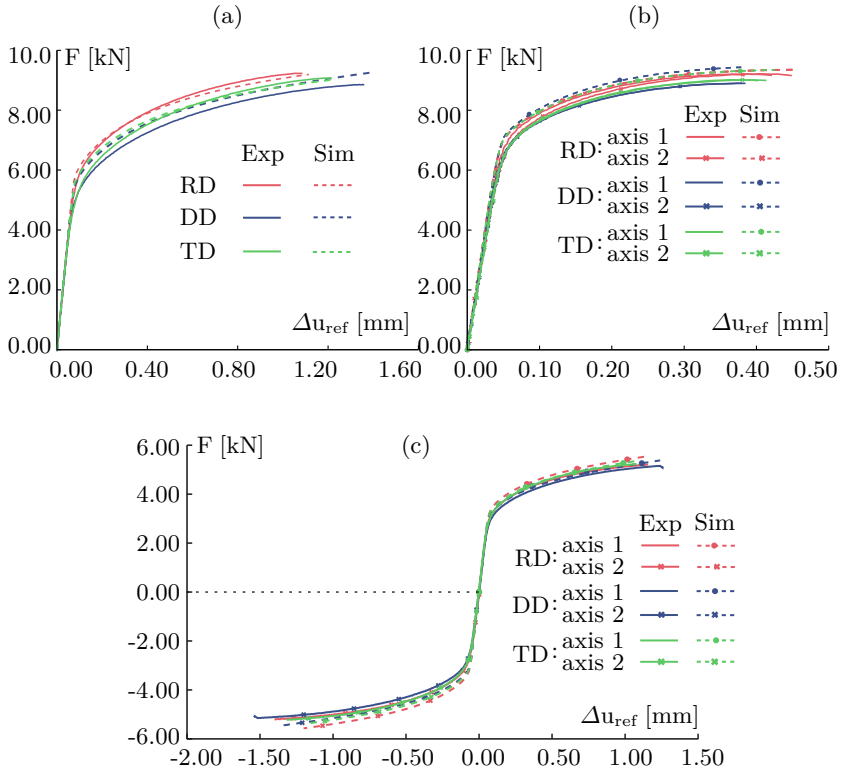 (a)
F [kN]
10.0
8.00
6.00
4.00
2.00
0.00
Exp Sim
RD
DD
TD
Δu_ref [mm]
0.00 0.40 0.80 1.20 1.60
(b)
F [kN]
10.0
8.00
6.00
4.00
2.00
0.00
Exp Sim
RD: axis 1
axis 2
DD: axis 1
axis 2
TD: axis 1
axis 2
Δu_ref [mm]
0.00 0.10 0.20 0.30 0.40 0.50
(c)
F [kN]
6.00
4.00
2.00
0.00
-2.00
-4.00
-6.00
Exp Sim
RD: axis 1
axis 2
DD: axis 1
axis 2
TD: axis 1
axis 2
Δu_ref [mm]
-2.00 -1.50 -1.00 -0.50 0.00 0.50 1.00 1.50